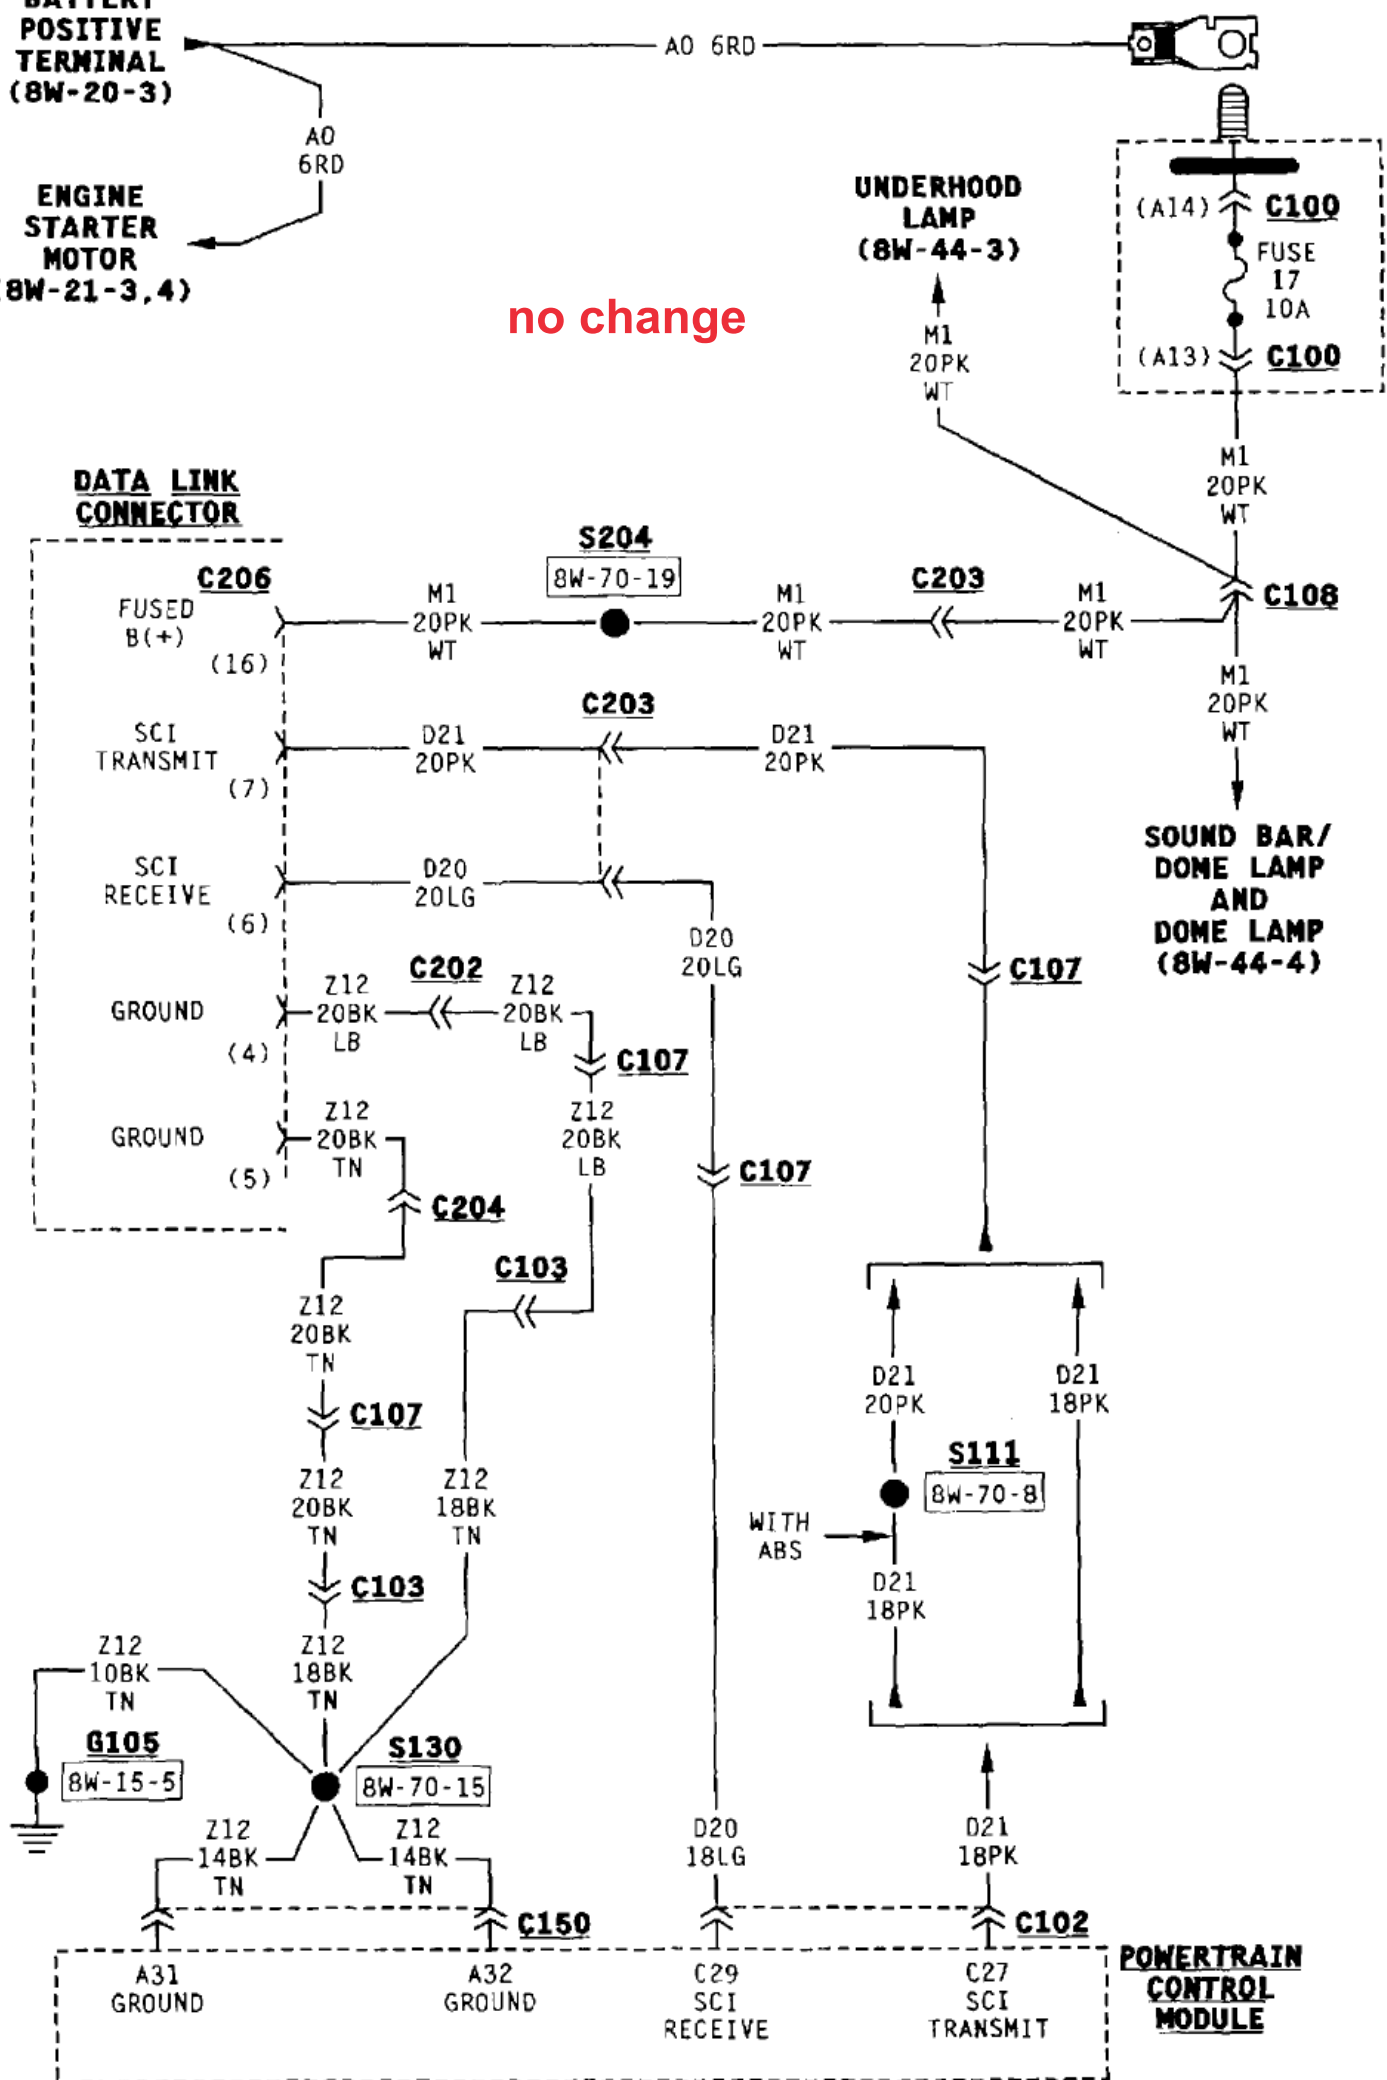 BATTERY
POSITIVE
TERMINAL
(8W-20-3)
A0 6RD
A0
6RD
ENGINE
STARTER
MOTOR
(8W-21-3,4)
no change
UNDERHOOD
LAMP
(8W-44-3)
M1
20PK
WT
(A14)
C100
FUSE
17
10A
(A13)
C100
M1
20PK
WT
C108
M1
20PK
WT
SOUND BAR/
DOME LAMP
AND
DOME LAMP
(8W-44-4)
DATA LINK
CONNECTOR
C206
FUSED
B(+)
(16)
M1
20PK
WT
S204
8W-70-19
M1
20PK
WT
C203
M1
20PK
WT
SCI
TRANSMIT
(7)
D21
20PK
C203
D21
20PK
SCI
RECEIVE
(6)
D20
20LG
D20
20LG
C107
GROUND
(4)
Z12
20BK
LB
C202
Z12
20BK
LB
C107
Z12
20BK
LB
GROUND
(5)
Z12
20BK
TN
C204
C107
C103
Z12
20BK
TN
C107
Z12
20BK
TN
C103
Z12
18BK
TN
Z12
18BK
TN
D21
20PK
D21
18PK
S111
8W-70-8
WITH
ABS
D21
18PK
Z12
10BK
TN
G105
8W-15-5
S130
8W-70-15
Z12
14BK
TN
Z12
14BK
TN
D20
18LG
D21
18PK
C150
C102
A31
GROUND
A32
GROUND
C29
SCI
RECEIVE
C27
SCI
TRANSMIT
POWERTRAIN
CONTROL
MODULE